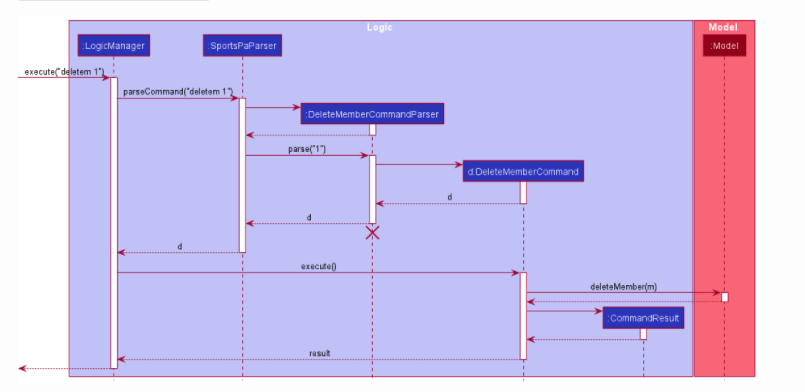 Logic
Model
:LogicManager
:SportsPaParser
:Model
execute("deletem 1")
parseCommand("deletem 1")
:DeleteMemberCommandParser
parse("1")
d:DeleteMemberCommand
d
d
d
execute()
deleteMember(m)
:CommandResult
result